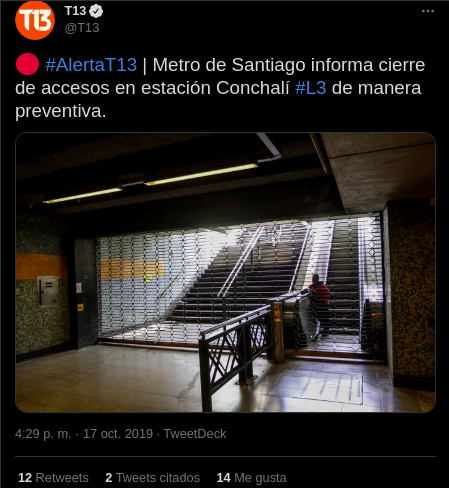 T13
T13
@T13
#AlertaT13 | Metro de Santiago informa cierre
de accesos en estación Conchalí #L3 de manera
preventiva.
4:29 p. m. · 17 oct. 2019 · TweetDeck
12 Retweets 2 Tweets citados 14 Me gusta